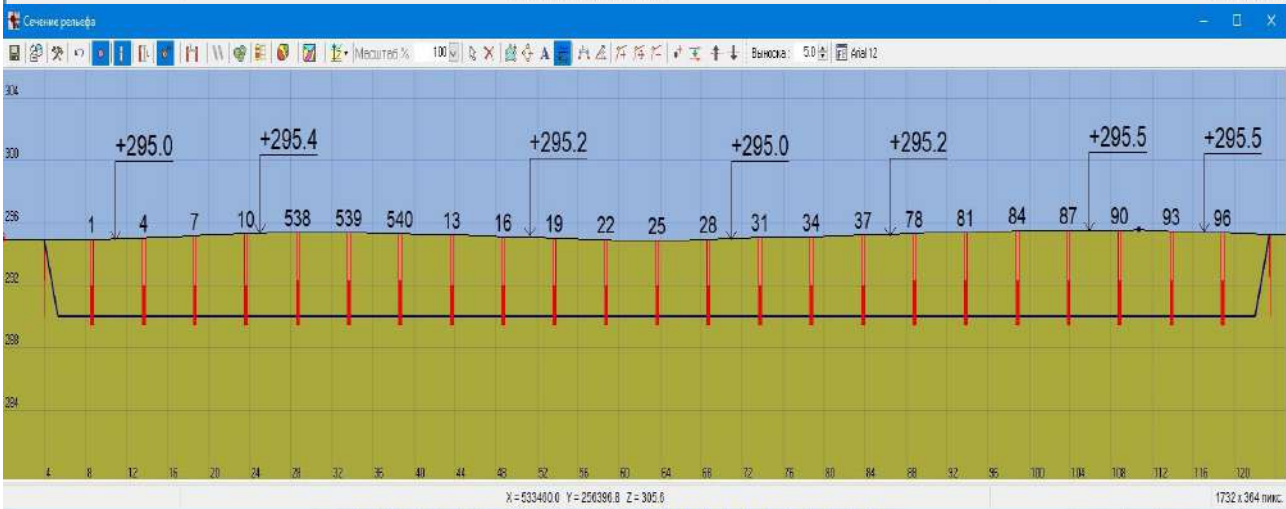 Сечение рельефа
Масштаб % 100 A Выноска: 5.0 Arial 12
304
+295.0 +295.4 +295.2 +295.0 +295.2 +295.5 +295.5
300
296 1 4 7 10 538 539 540 13 16 19 22 25 28 31 34 37 78 81 84 87 90 93 96
292
288
284
4 8 12 16 20 24 28 32 36 40 44 48 52 56 60 64 68 72 76 80 84 88 92 96 100 104 108 112 116 120
X = 533460.0 Y = 256396.8 Z = 305.6 1732 x 364 пикс.